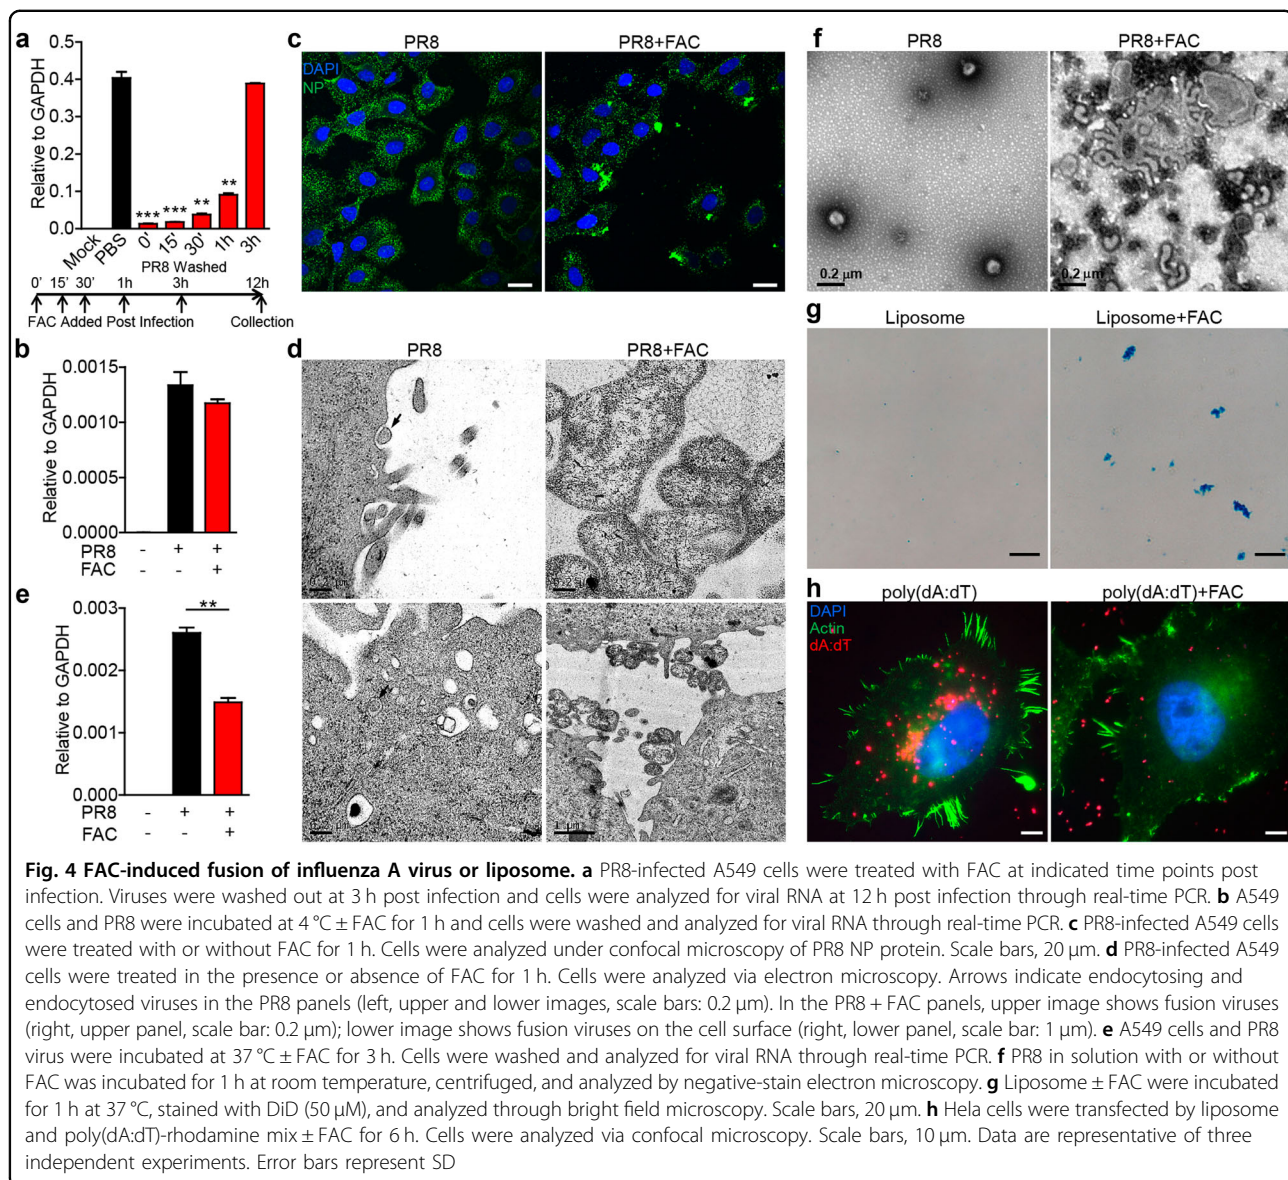 a
Relative to GAPDH
0.5
0.4
0.3
0.2
0.1
0.0
*** *** ** **
Mock PBS 0' 15' 30' 1h 3h
PR8 Washed
0' 15' 30' 1h 3h 12h
FAC Added Post Infection Collection
b
Relative to GAPDH
0.0015
0.0010
0.0005
0.0000
PR8 - + +
FAC - - +
c
PR8 PR8+FAC
DAPI
NP
d
PR8 PR8+FAC
0.2 µm
1 µm
e
Relative to GAPDH
0.003
0.002
0.001
0.000
**
PR8 - + +
FAC - - +
f
PR8 PR8+FAC
0.2 µm 0.2 µm
g
Liposome Liposome+FAC
h
poly(dA:dT) poly(dA:dT)+FAC
DAPI
Actin
dA:dT
Fig. 4 FAC-induced fusion of influenza A virus or liposome. a PR8-infected A549 cells were treated with FAC at indicated time points post
infection. Viruses were washed out at 3 h post infection and cells were analyzed for viral RNA at 12 h post infection through real-time PCR. b A549
cells and PR8 were incubated at 4 °C ± FAC for 1 h and cells were washed and analyzed for viral RNA through real-time PCR. c PR8-infected A549 cells
were treated with or without FAC for 1 h. Cells were analyzed under confocal microscopy of PR8 NP protein. Scale bars, 20 µm. d PR8-infected A549
cells were treated in the presence or absence of FAC for 1 h. Cells were analyzed via electron microscopy. Arrows indicate endocytosing and
endocytosed viruses in the PR8 panels (left, upper and lower images, scale bars: 0.2 µm). In the PR8 + FAC panels, upper image shows fusion viruses
(right, upper panel, scale bar: 0.2 µm); lower image shows fusion viruses on the cell surface (right, lower panel, scale bar: 1 µm). e A549 cells and PR8
virus were incubated at 37 °C ± FAC for 3 h. Cells were washed and analyzed for viral RNA through real-time PCR. f PR8 in solution with or without
FAC was incubated for 1 h at room temperature, centrifuged, and analyzed by negative-stain electron microscopy. g Liposome ± FAC were incubated
for 1 h at 37 °C, stained with DiD (50 µM), and analyzed through bright field microscopy. Scale bars, 20 µm. h Hela cells were transfected by liposome
and poly(dA:dT)-rhodamine mix ± FAC for 6 h. Cells were analyzed via confocal microscopy. Scale bars, 10 µm. Data are representative of three
independent experiments. Error bars represent SD